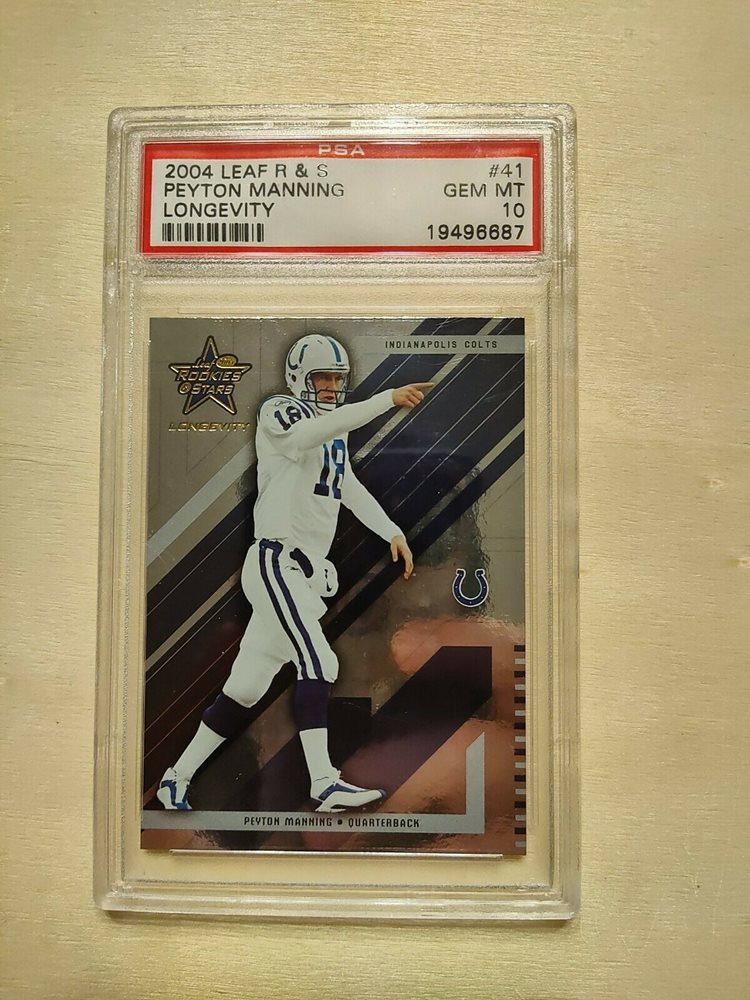 PSA
2004 LEAF R & S #41
PEYTON MANNING GEM MT
LONGEVITY 10
19496687
INDIANAPOLIS COLTS
Leaf
ROOKIES
& STARS
LONGEVITY
18
18
PEYTON MANNING • QUARTERBACK